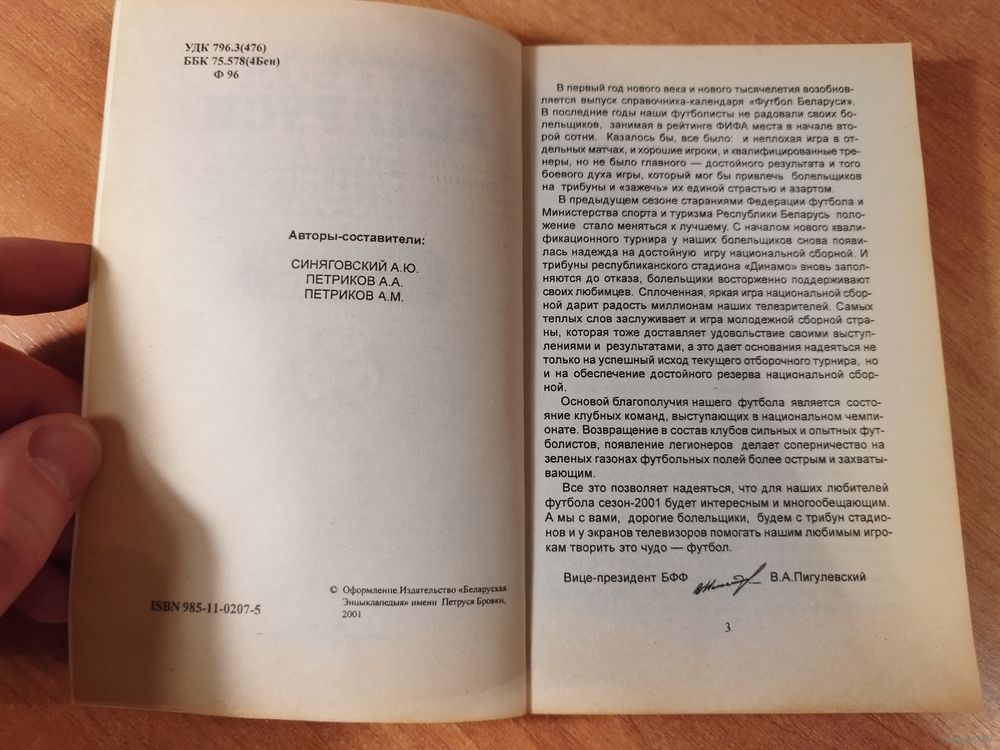 УДК 796.3(476)
ББК 75.578(4Беи)
Ф 96
Авторы-составители:
СИНЯГОВСКИЙ А.Ю.
ПЕТРИКОВ А.А.
ПЕТРИКОВ А.М.
ISBN 985-11-0207-5
© Оформление.Издательство «Беларуская
Энцыклапедыя» имени Петруся Бровки,
2001
В первый год нового века и нового тысячелетия возобнов-
ляется выпуск справочника-календаря «Футбол Беларуси».
В последние годы наши футболисты не радовали своих бо-
лельщиков, занимая в рейтинге ФИФА места в начале вто-
рой сотни. Казалось бы, все было: и неплохая игра в от-
дельных матчах, и хорошие игроки, и квалифицированные тре-
неры, но не было главного — достойного результата и того
боевого духа игры, который мог бы привлечь болельщиков
на трибуны и «зажечь» их единой страстью и азартом.
В предыдущем сезоне стараниями Федерации футбола и
Министерства спорта и туризма Республики Беларусь поло-
жение стало меняться к лучшему. С началом нового квали-
фикационного турнира у наших болельщиков снова появи-
лась надежда на достойную игру национальной сборной. И
трибуны республиканского стадиона «Динамо» вновь запол-
няются до отказа, болельщики восторженно поддерживают
своих любимцев. Сплоченная, яркая игра национальной сбор-
ной дарит радость миллионам наших телезрителей. Самых
теплых слов заслуживает и игра молодежной сборной стра-
ны, которая тоже доставляет удовольствие своими выступ-
лениями и результатами, а это дает основания надеяться не
только на успешный исход текущего отборочного турнира, но
и на обеспечение достойного резерва национальной сбор-
ной.
Основой благополучия нашего футбола является состо-
яние клубных команд, выступающих в национальном чемпи-
онате. Возвращение в состав клубов сильных и опытных фут-
болистов, появление легионеров делает соперничество на
зеленых газонах футбольных полей более острым и захваты-
вающим.
Все это позволяет надеяться, что для наших любителей
футбола сезон-2001 будет интересным и многообещающим.
А мы с вами, дорогие болельщики, будем с трибун стадио-
нов и у экранов телевизоров помогать нашим любимым игро-
кам творить это чудо — футбол.
Вице-президент БФФ В.А.Пигулевский
3